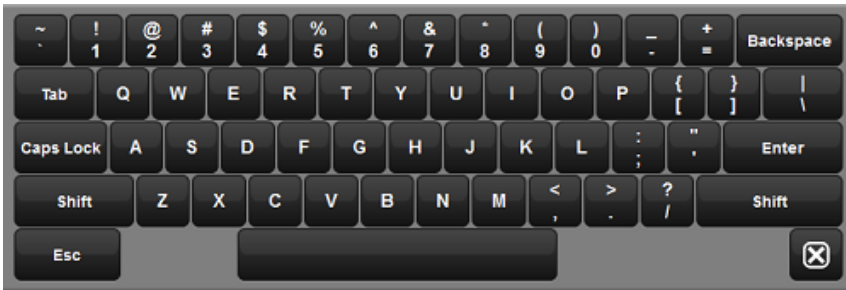 ~ ! @ # $ % ^ & * ( ) _ +
` 1 2 3 4 5 6 7 8 9 0 - = Backspace
Tab Q W E R T Y U I O P { [ } ] | \
Caps Lock A S D F G H J K L : ; " ' Enter
Shift Z X C V B N M < , > . ? / Shift
Esc